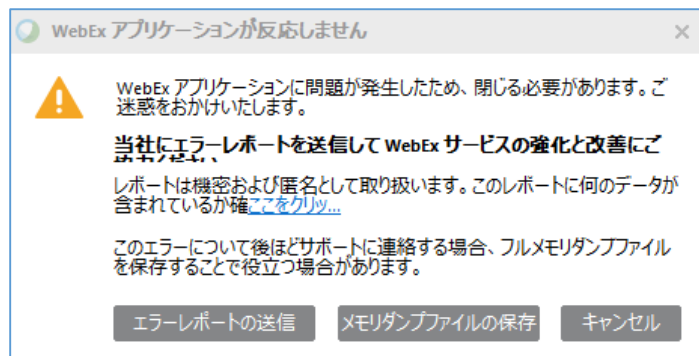 WebEx アプリケーションが反応しません
WebEx アプリケーションに問題が発生したため、閉じる必要があります。ご
迷惑をおかけいたします。
当社にエラーレポートを送信して WebEx サービスの強化と改善にご
レポートは機密および匿名として取り扱います。このレポートに何のデータが
含まれているか確ここをクリッ...
このエラーについて後ほどサポートに連絡する場合、フルメモリダンプファイル
を保存することで役立つ場合があります。
エラーレポートの送信 メモリダンプファイルの保存 キャンセル